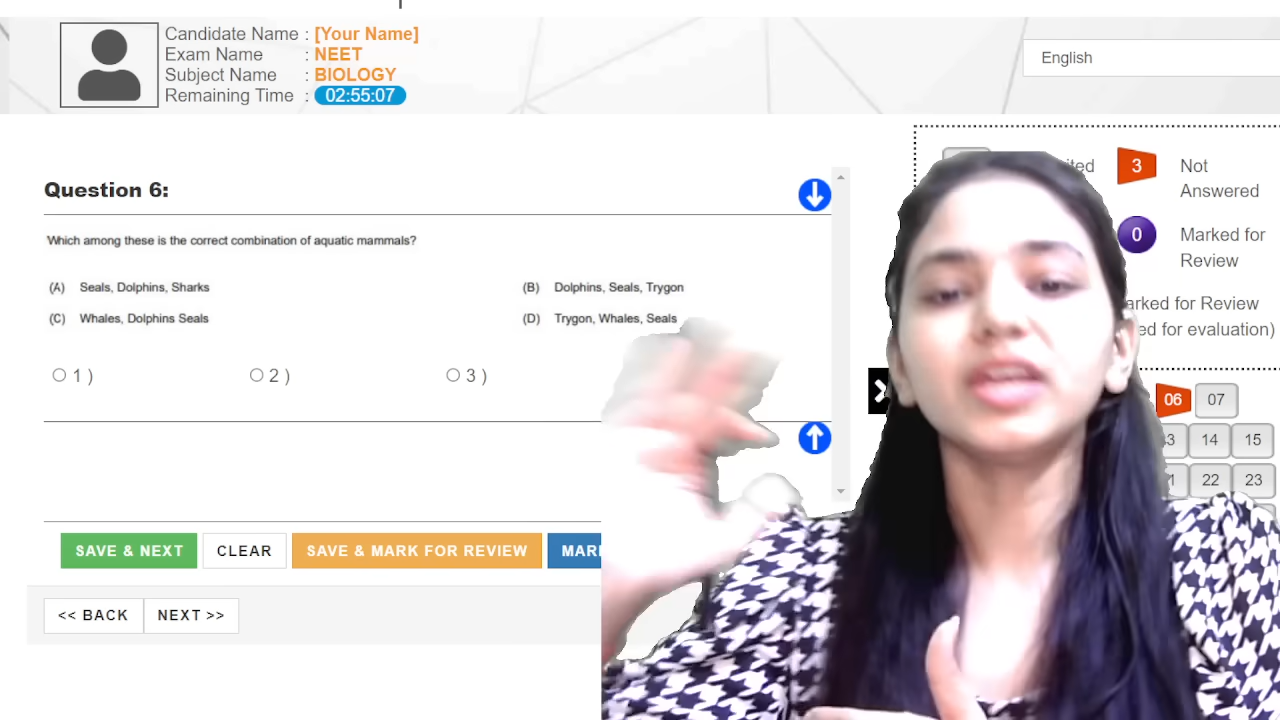 Candidate Name : [Your Name]
Exam Name : NEET
Subject Name : BIOLOGY
Remaining Time : 02:55:07
English
3 Not
Answered
0 Marked for
Review
for Review
for evaluation)
Question 6:
Which among these is the correct combination of aquatic mammals?
(A) Seals, Dolphins, Sharks
(B) Dolphins, Seals, Trygon
(C) Whales, Dolphins Seals
(D) Trygon, Whales, Seals
1 ) 2 ) 3 )
06 07
14 15
22 23
SAVE & NEXT CLEAR SAVE & MARK FOR REVIEW
<< BACK NEXT >>